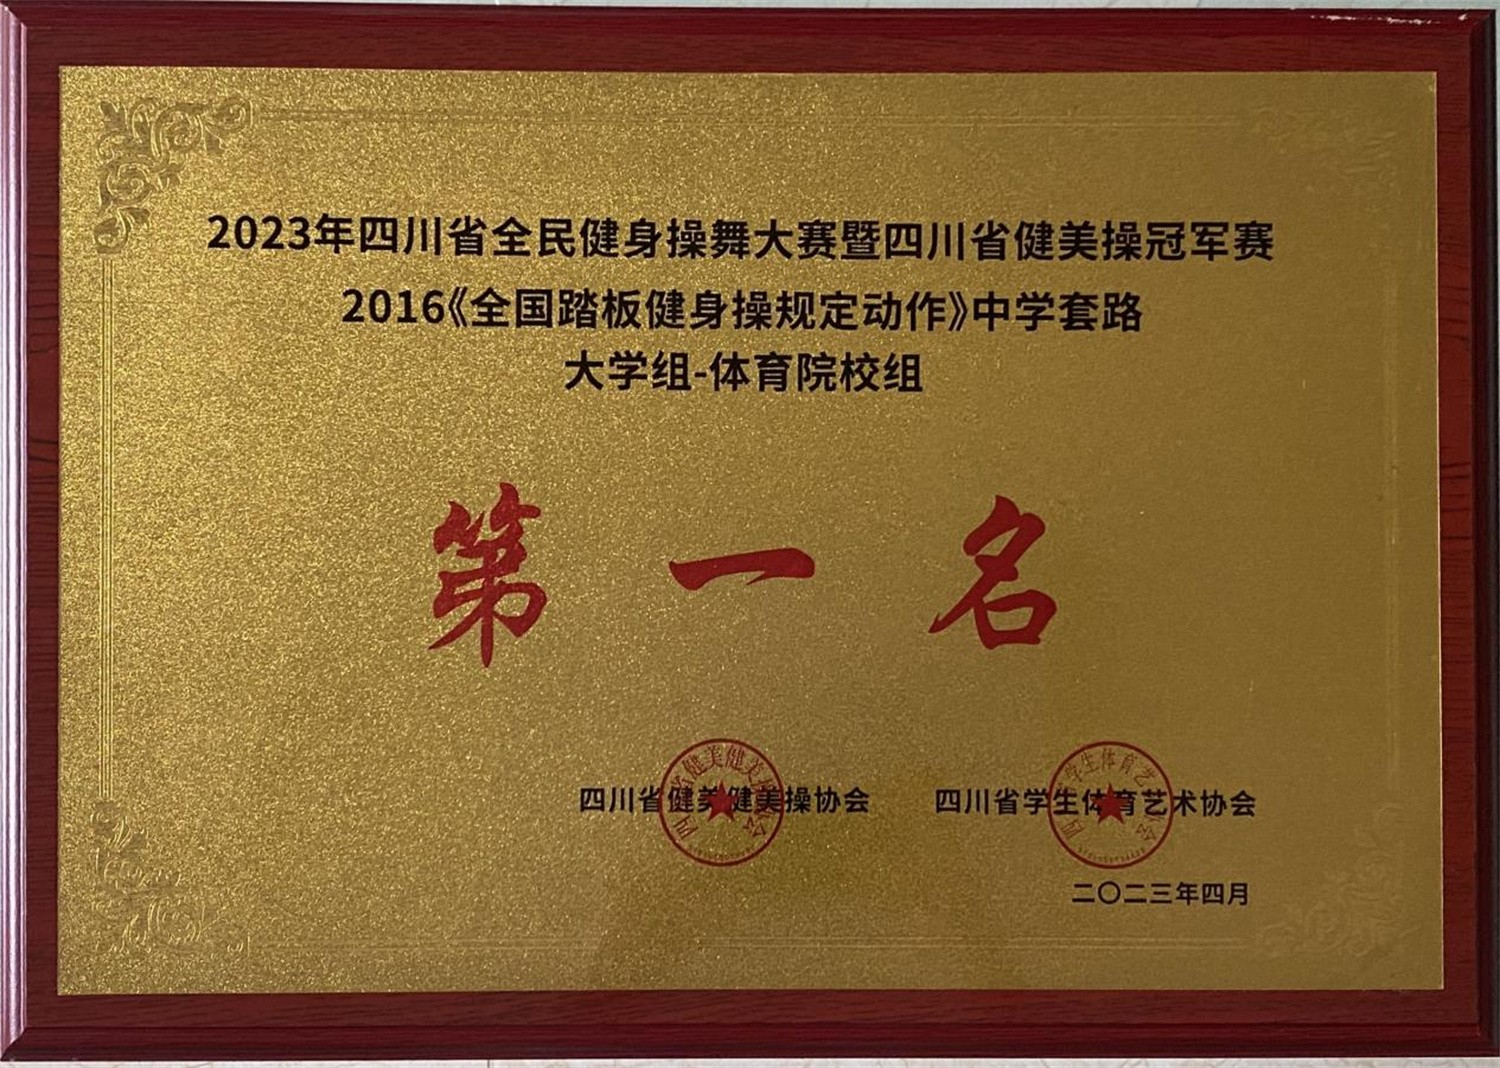 2023年四川省全民健身操舞大赛暨四川省健美操冠军赛
2016《全国踏板健身操规定动作》中学套路
大学组-体育院校组
第一名
四川省健美健美操协会 四川省学生体育艺术协会
二〇二三年四月